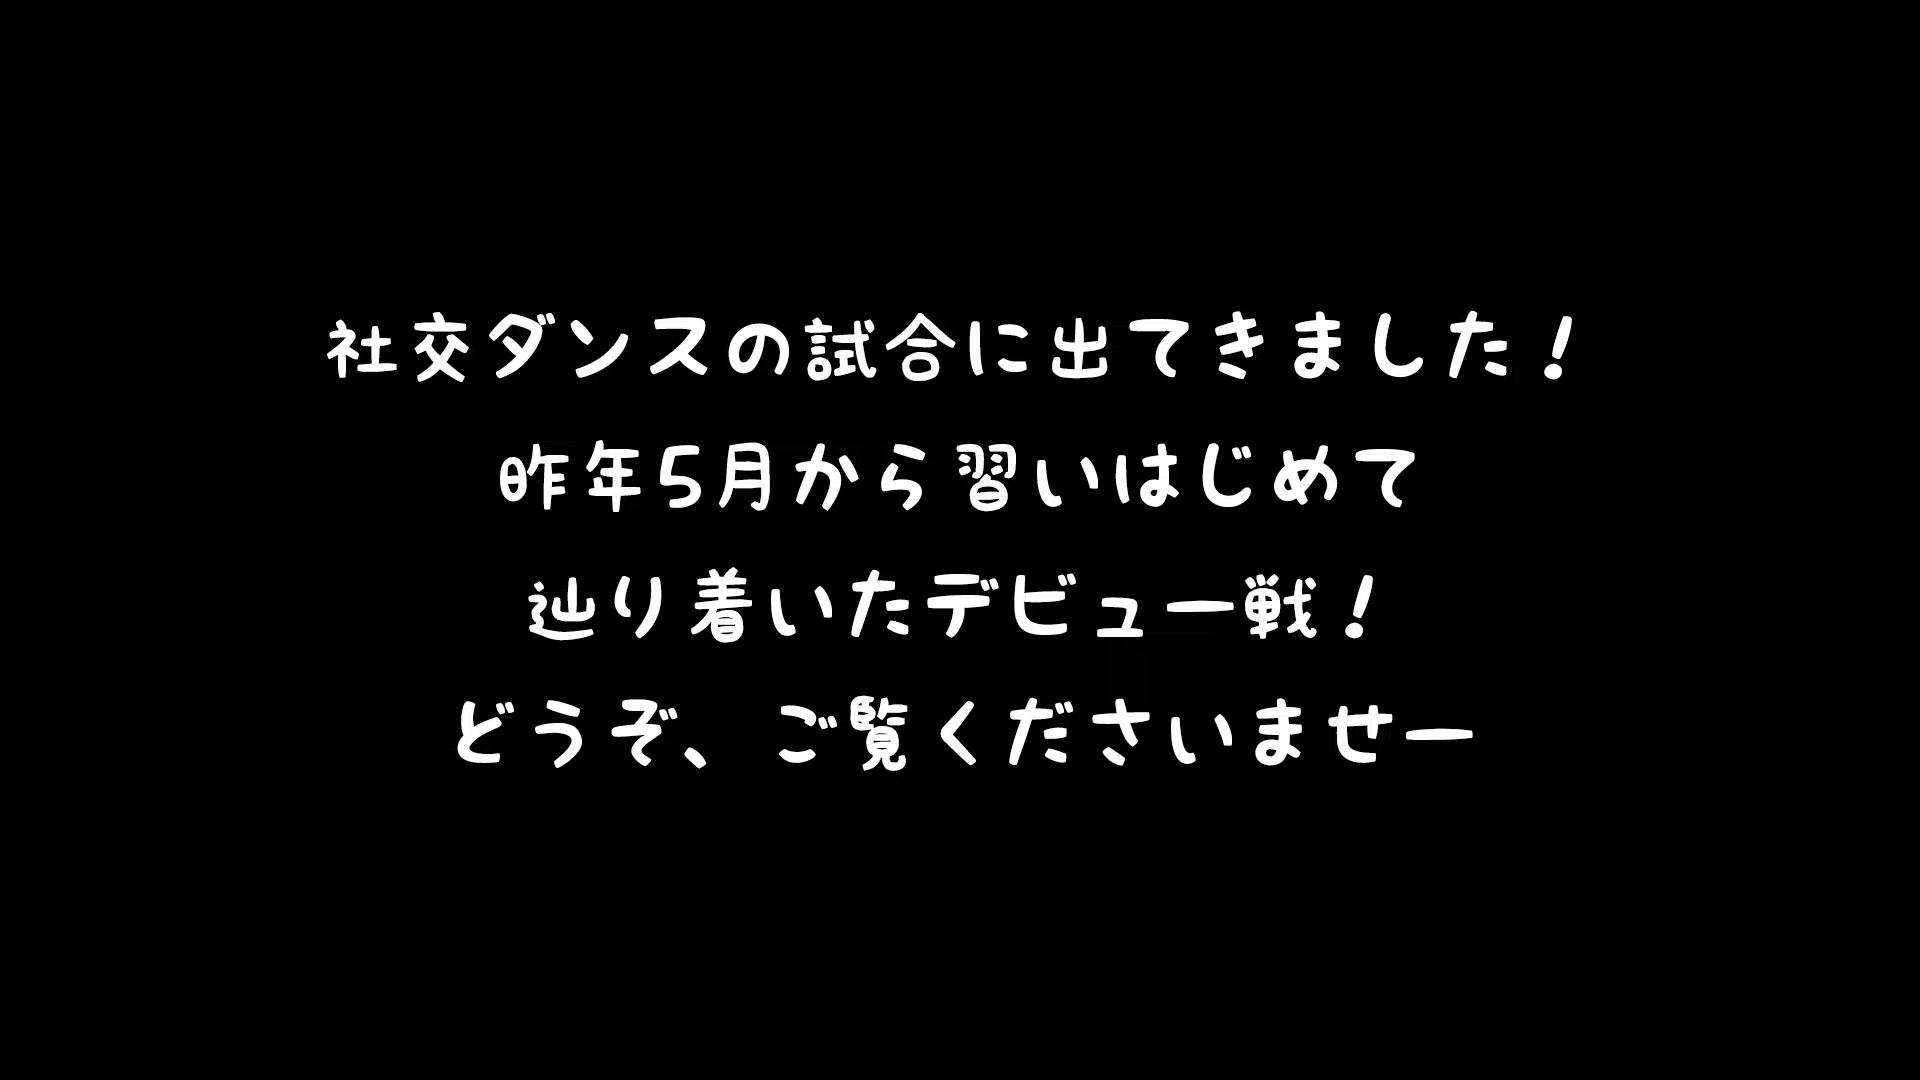 社交ダンスの試合に出てきました！
昨年5月から習いはじめて
辿り着いたデビュー戦！
どうぞ、ご覧くださいませー